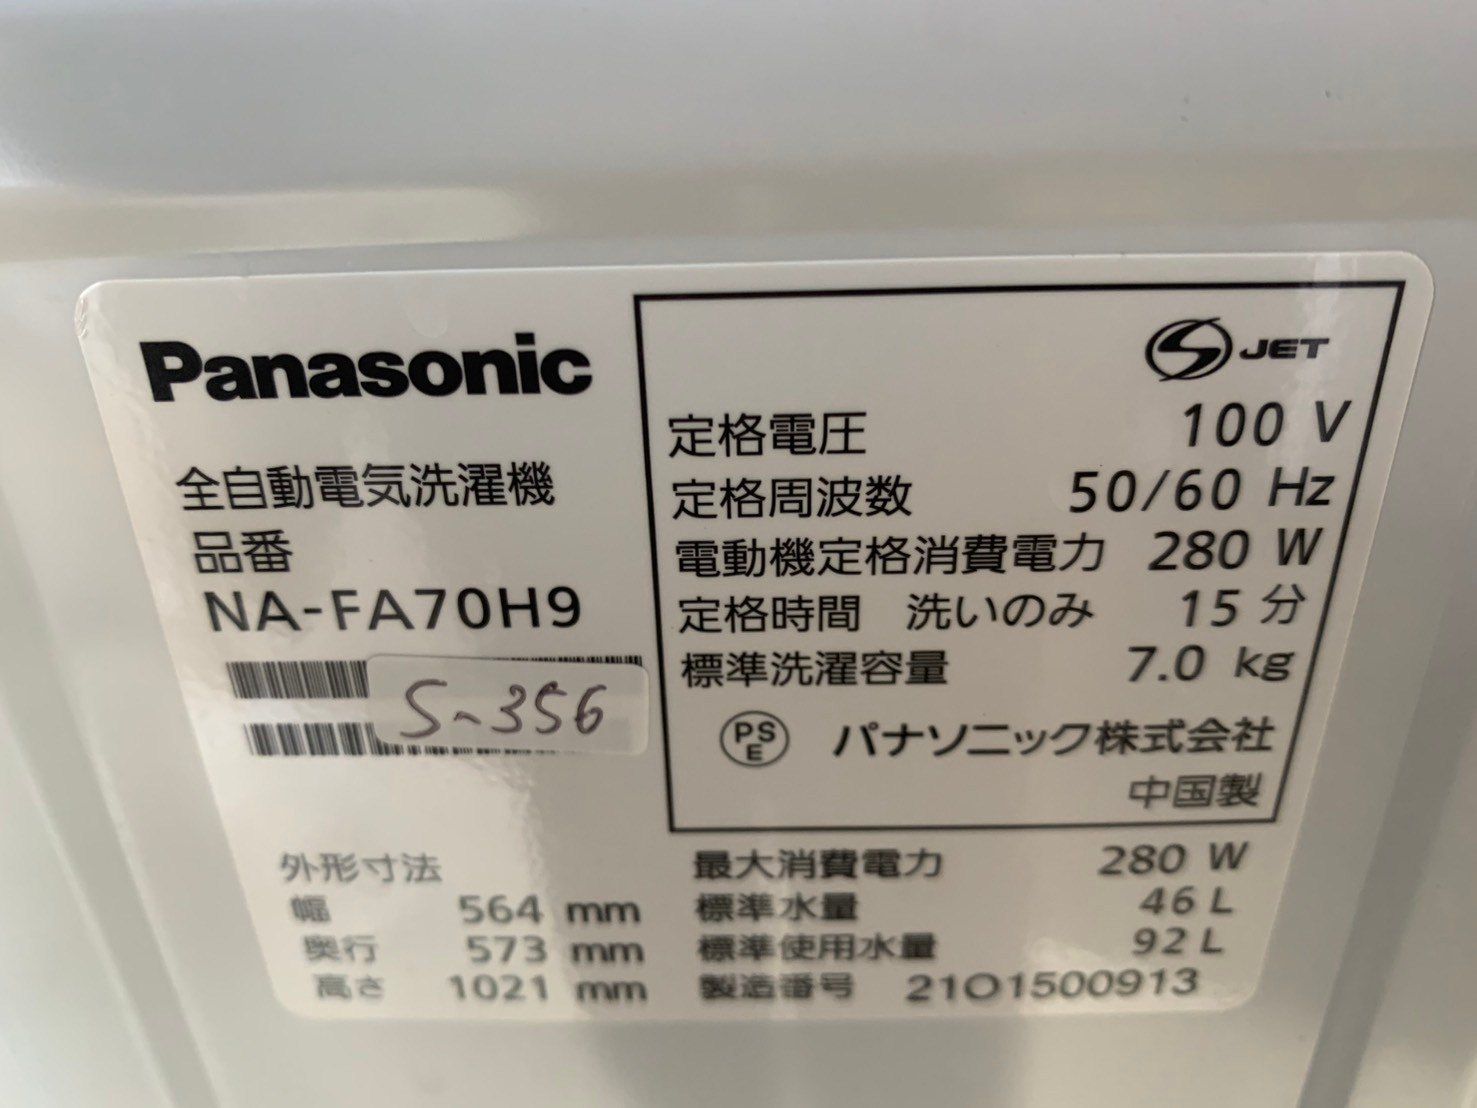 Panasonic
全自動電気洗濯機
品番
NA-FA70H9
S-356
S JET
定格電圧 100 V
定格周波数 50/60 Hz
電動機定格消費電力 280 W
定格時間 洗いのみ 15 分
標準洗濯容量 7.0 kg
PSE パナソニック株式会社
中国製
外形寸法
幅 564 mm
奥行 573 mm
高さ 1021 mm
最大消費電力 280 W
標準水量 46 L
標準使用水量 92 L
製造番号 21O1500913